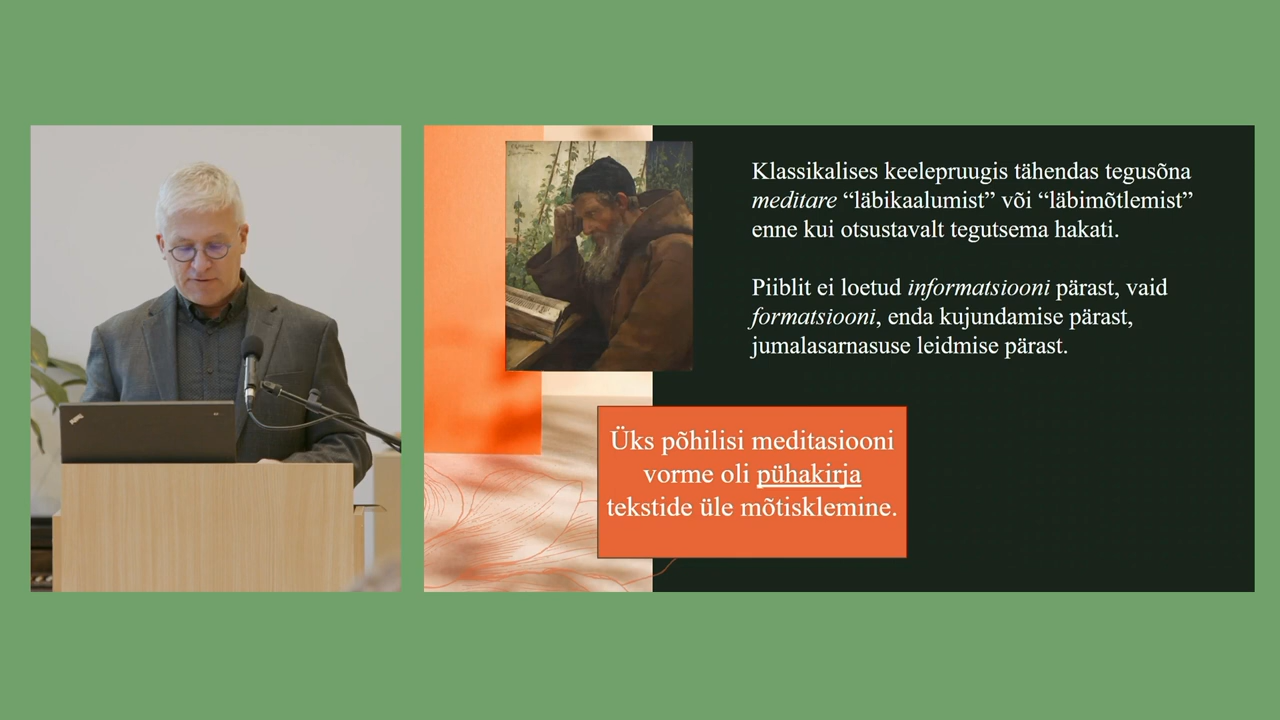 Klassikalises keelepruugis tähendas tegusõna
meditare “läbikaalumist” või “läbimõtlemist”
enne kui otsustavalt tegutsema hakati.
Piiblit ei loetud informatsiooni pärast, vaid
formatsiooni, enda kujundamise pärast,
jumalasarnasuse leidmise pärast.
Üks põhilisi meditasiooni
vorme oli pühakirja
tekstide üle mõtisklemine.